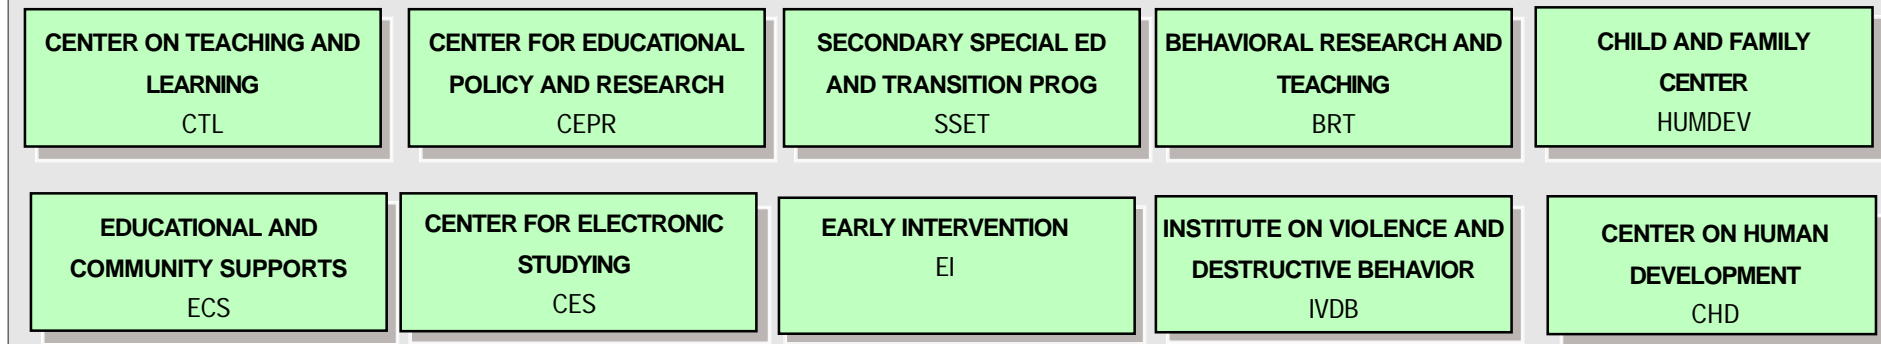 CENTER ON TEACHING AND
LEARNING
CTL
CENTER FOR EDUCATIONAL
POLICY AND RESEARCH
CEPR
SECONDARY SPECIAL ED
AND TRANSITION PROG
SSET
BEHAVIORAL RESEARCH AND
TEACHING
BRT
CHILD AND FAMILY
CENTER
HUMDEV
EDUCATIONAL AND
COMMUNITY SUPPORTS
ECS
CENTER FOR ELECTRONIC
STUDYING
CES
EARLY INTERVENTION
EI
INSTITUTE ON VIOLENCE AND
DESTRUCTIVE BEHAVIOR
IVDB
CENTER ON HUMAN
DEVELOPMENT
CHD